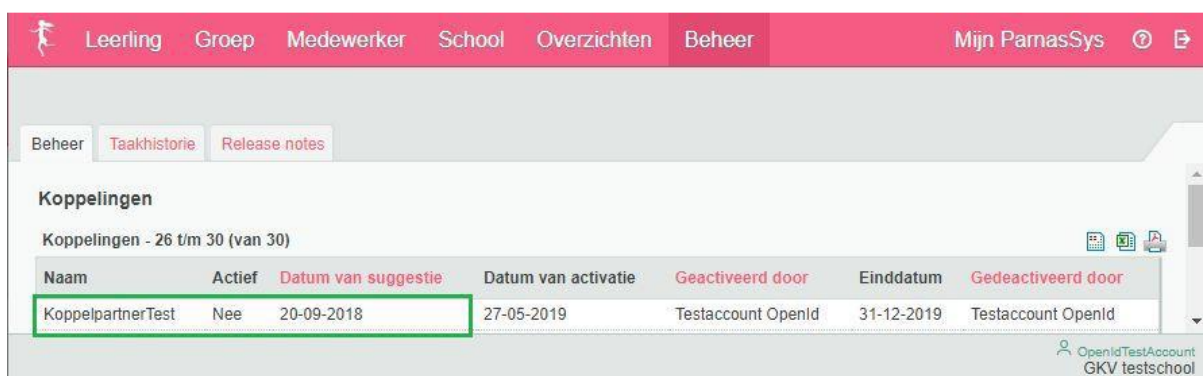 Leerling Groep Medewerker School Overzichten Beheer Mijn ParnasSys
Beheer Taakhistorie Release notes
Koppelingen
Koppelingen - 26 t/m 30 (van 30)
Naam Actief Datum van suggestie Datum van activatie Geactiveerd door Einddatum Gedeactiveerd door
KoppelpartnerTest Nee 20-09-2018 27-05-2019 Testaccount OpenId 31-12-2019 Testaccount OpenId
OpenIdTestAccount
GKV testschool